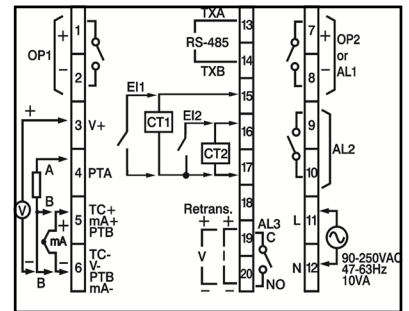 OP1
+
−
1
2
3
4
5
6
V+
PTA
TC+
mA+
PTB
TC-
V-
PTB
mA-
+
V
−
A
B
B
+
mA
−
TXA
RS-485
TXB
EI1
CT1
EI2
CT2
13
14
15
16
17
18
19
20
Retrans.
+
+
V
−
−
AL3
C
NO
7
8
9
10
11
12
+
−
OP2
or
AL1
AL2
L
N
90-250VAC
47-63Hz
10VA